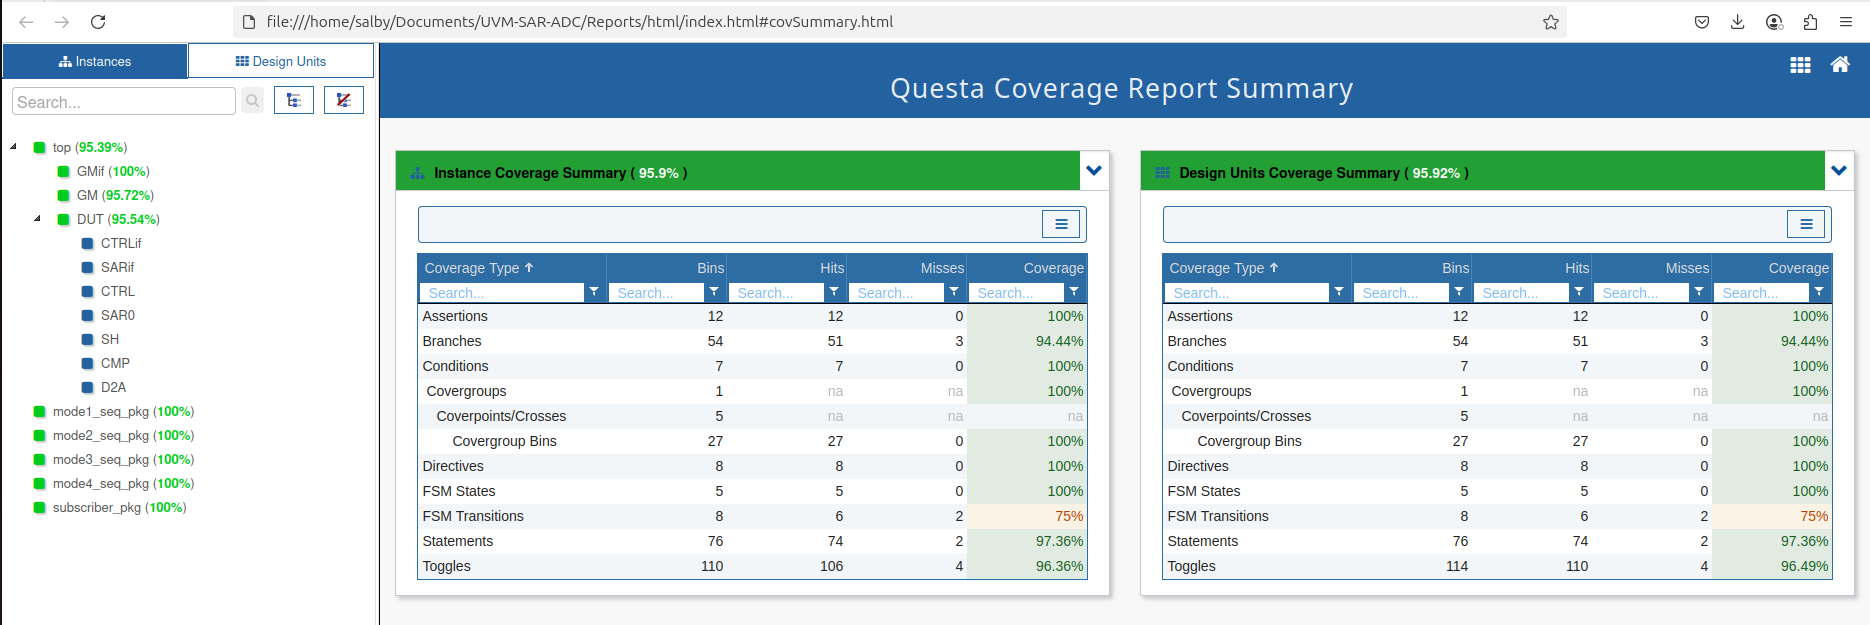 file:///home/salby/Documents/UVM-SAR-ADC/Reports/html/index.html#covSummary.html
Instances Design Units
Search...
top (95.39%)
GMif (100%)
GM (95.72%)
DUT (95.54%)
CTRLif
SARif
CTRL
SAR0
SH
CMP
D2A
mode1_seq_pkg (100%)
mode2_seq_pkg (100%)
mode3_seq_pkg (100%)
mode4_seq_pkg (100%)
subscriber_pkg (100%)
Questa Coverage Report Summary
Instance Coverage Summary ( 95.9% )
Coverage Type Bins Hits Misses Coverage
Search... Search... Search... Search... Search...
Assertions 12 12 0 100%
Branches 54 51 3 94.44%
Conditions 7 7 0 100%
Covergroups 1 na na 100%
Coverpoints/Crosses 5 na na na
Covergroup Bins 27 27 0 100%
Directives 8 8 0 100%
FSM States 5 5 0 100%
FSM Transitions 8 6 2 75%
Statements 76 74 2 97.36%
Toggles 110 106 4 96.36%
Design Units Coverage Summary ( 95.92% )
Coverage Type Bins Hits Misses Coverage
Search... Search... Search... Search... Search...
Assertions 12 12 0 100%
Branches 54 51 3 94.44%
Conditions 7 7 0 100%
Covergroups 1 na na 100%
Coverpoints/Crosses 5 na na na
Covergroup Bins 27 27 0 100%
Directives 8 8 0 100%
FSM States 5 5 0 100%
FSM Transitions 8 6 2 75%
Statements 76 74 2 97.36%
Toggles 114 110 4 96.49%